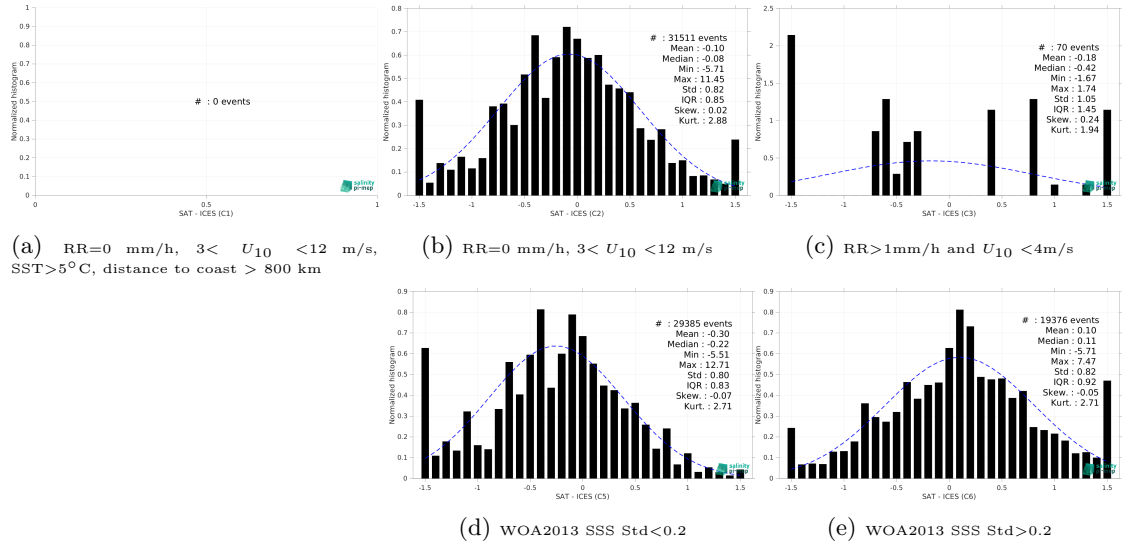 1
0.9
0.8
0.7
0.6
0.5
0.4
0.3
0.2
0.1
0
Normalized histogram
# : 0 events
salinity
pi-mep
0 0.5 1
SAT - ICES (C1)
(a) RR=0 mm/h, 3< U10 <12 m/s,
SST>5°C, distance to coast > 800 km
0.8
0.7
0.6
0.5
0.4
0.3
0.2
0.1
0
Normalized histogram
# : 31511 events
Mean : -0.10
Median : -0.08
Min : -5.71
Max : 11.45
Std : 0.82
IQR : 0.85
Skew. : 0.02
Kurt. : 2.88
salinity
pi-mep
-1.5 -1 -0.5 0 0.5 1 1.5
SAT - ICES (C2)
(b) RR=0 mm/h, 3< U10 <12 m/s
2.5
2
1.5
1
0.5
0
Normalized histogram
# : 70 events
Mean : -0.18
Median : -0.42
Min : -1.67
Max : 1.74
Std : 1.05
IQR : 1.45
Skew. : 0.24
Kurt. : 1.94
salinity
pi-mep
-1.5 -1 -0.5 0 0.5 1 1.5
SAT - ICES (C3)
(c) RR>1mm/h and U10 <4m/s
0.9
0.8
0.7
0.6
0.5
0.4
0.3
0.2
0.1
0
Normalized histogram
# : 29385 events
Mean : -0.30
Median : -0.22
Min : -5.51
Max : 12.71
Std : 0.80
IQR : 0.83
Skew. : -0.07
Kurt. : 2.71
salinity
pi-mep
-1.5 -1 -0.5 0 0.5 1 1.5
SAT - ICES (C5)
(d) WOA2013 SSS Std<0.2
0.9
0.8
0.7
0.6
0.5
0.4
0.3
0.2
0.1
0
Normalized histogram
# : 19376 events
Mean : 0.10
Median : 0.11
Min : -5.71
Max : 7.47
Std : 0.82
IQR : 0.92
Skew. : -0.05
Kurt. : 2.71
salinity
pi-mep
-1.5 -1 -0.5 0 0.5 1 1.5
SAT - ICES (C6)
(e) WOA2013 SSS Std>0.2